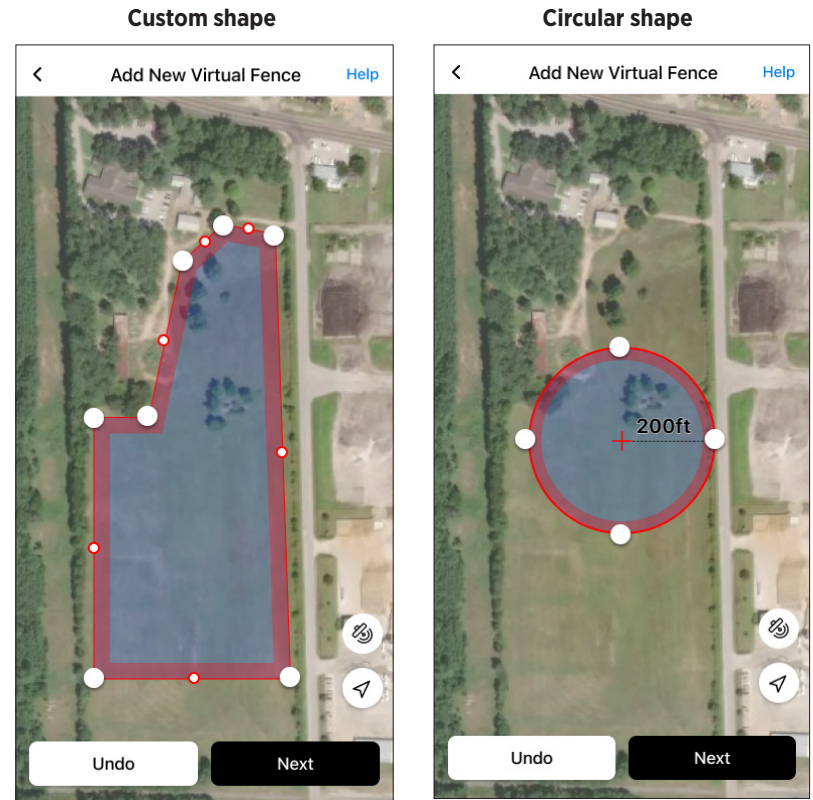 Custom shape
Add New Virtual Fence
Help
Undo
Next
Circular shape
Add New Virtual Fence
Help
200ft
Undo
Next